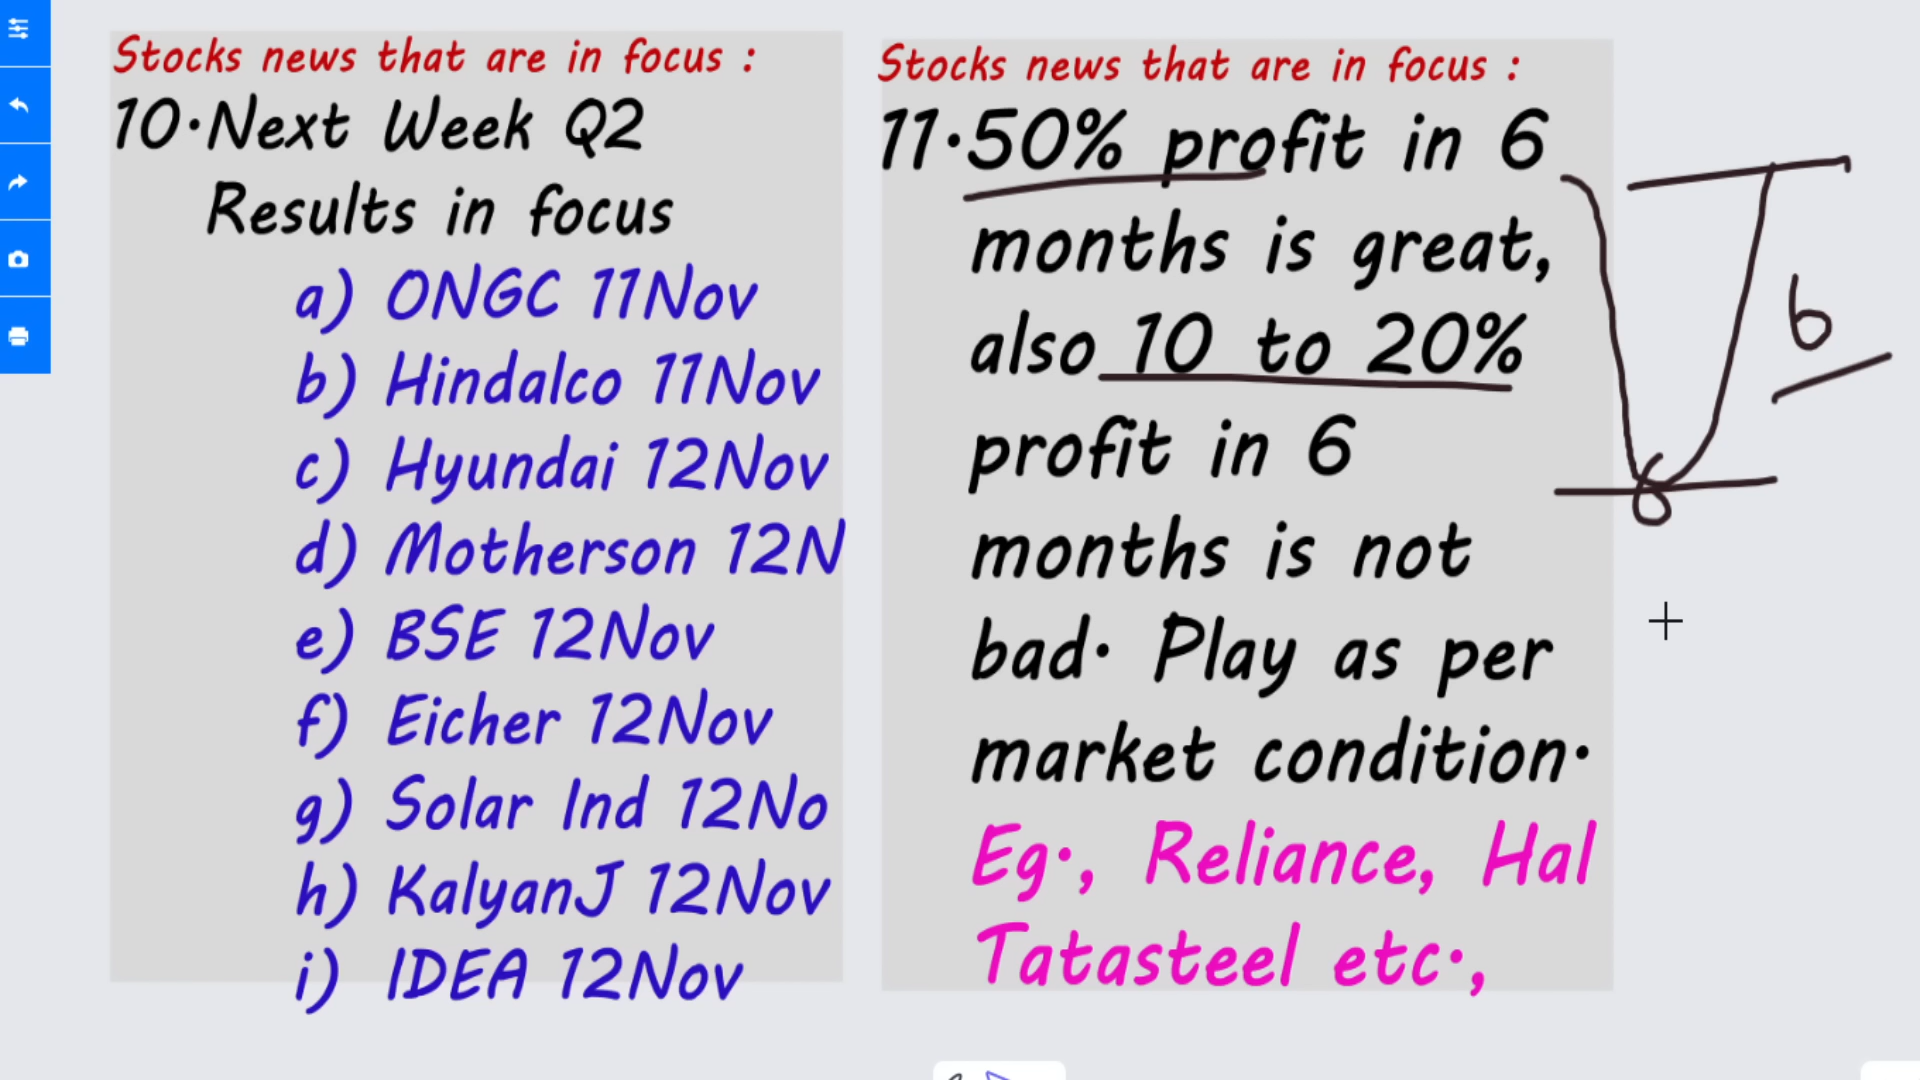 Stocks news that are in focus :
10.Next Week Q2
Results in focus
a) ONGC 11Nov
b) Hindalco 11Nov
c) Hyundai 12Nov
d) Motherson 12N
e) BSE 12Nov
f) Eicher 12Nov
g) Solar Ind 12No
h) KalyanJ 12Nov
i) IDEA 12Nov
Stocks news that are in focus :
11.50% profit in 6
months is great,
also 10 to 20%
profit in 6
months is not
bad. Play as per
market condition.
Eg., Reliance, Hal
Tatasteel etc.,
6
6